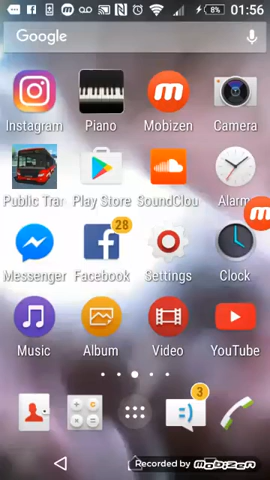 8% 01:56
Google
Instagram Piano Mobizen Camera
Public Tra Play Store SoundClou Alarm
28
Messenger Facebook Settings Clock
Music Album Video YouTube
3
Recorded by mobizen